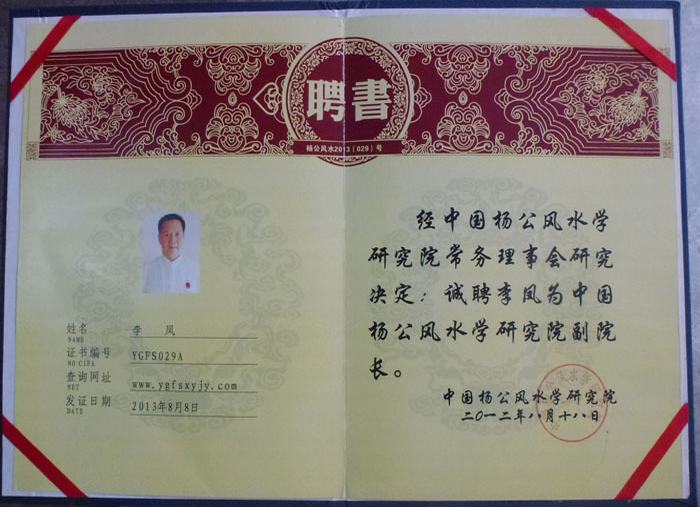 聘書
杨公风水2013（029）号
姓名 李 凤
NAME
证书编号 YGFS029A
NO CIFA
查询网址 www.ygfsxyjy.com
NET
发证日期 2013年8月8日
DATE
经中国杨公风水学
研究院常务理事会研究
决定：诚聘李凤为中国
杨公风水学研究院副院
长。
中国杨公风水学研究院
二〇一二年八月十八日